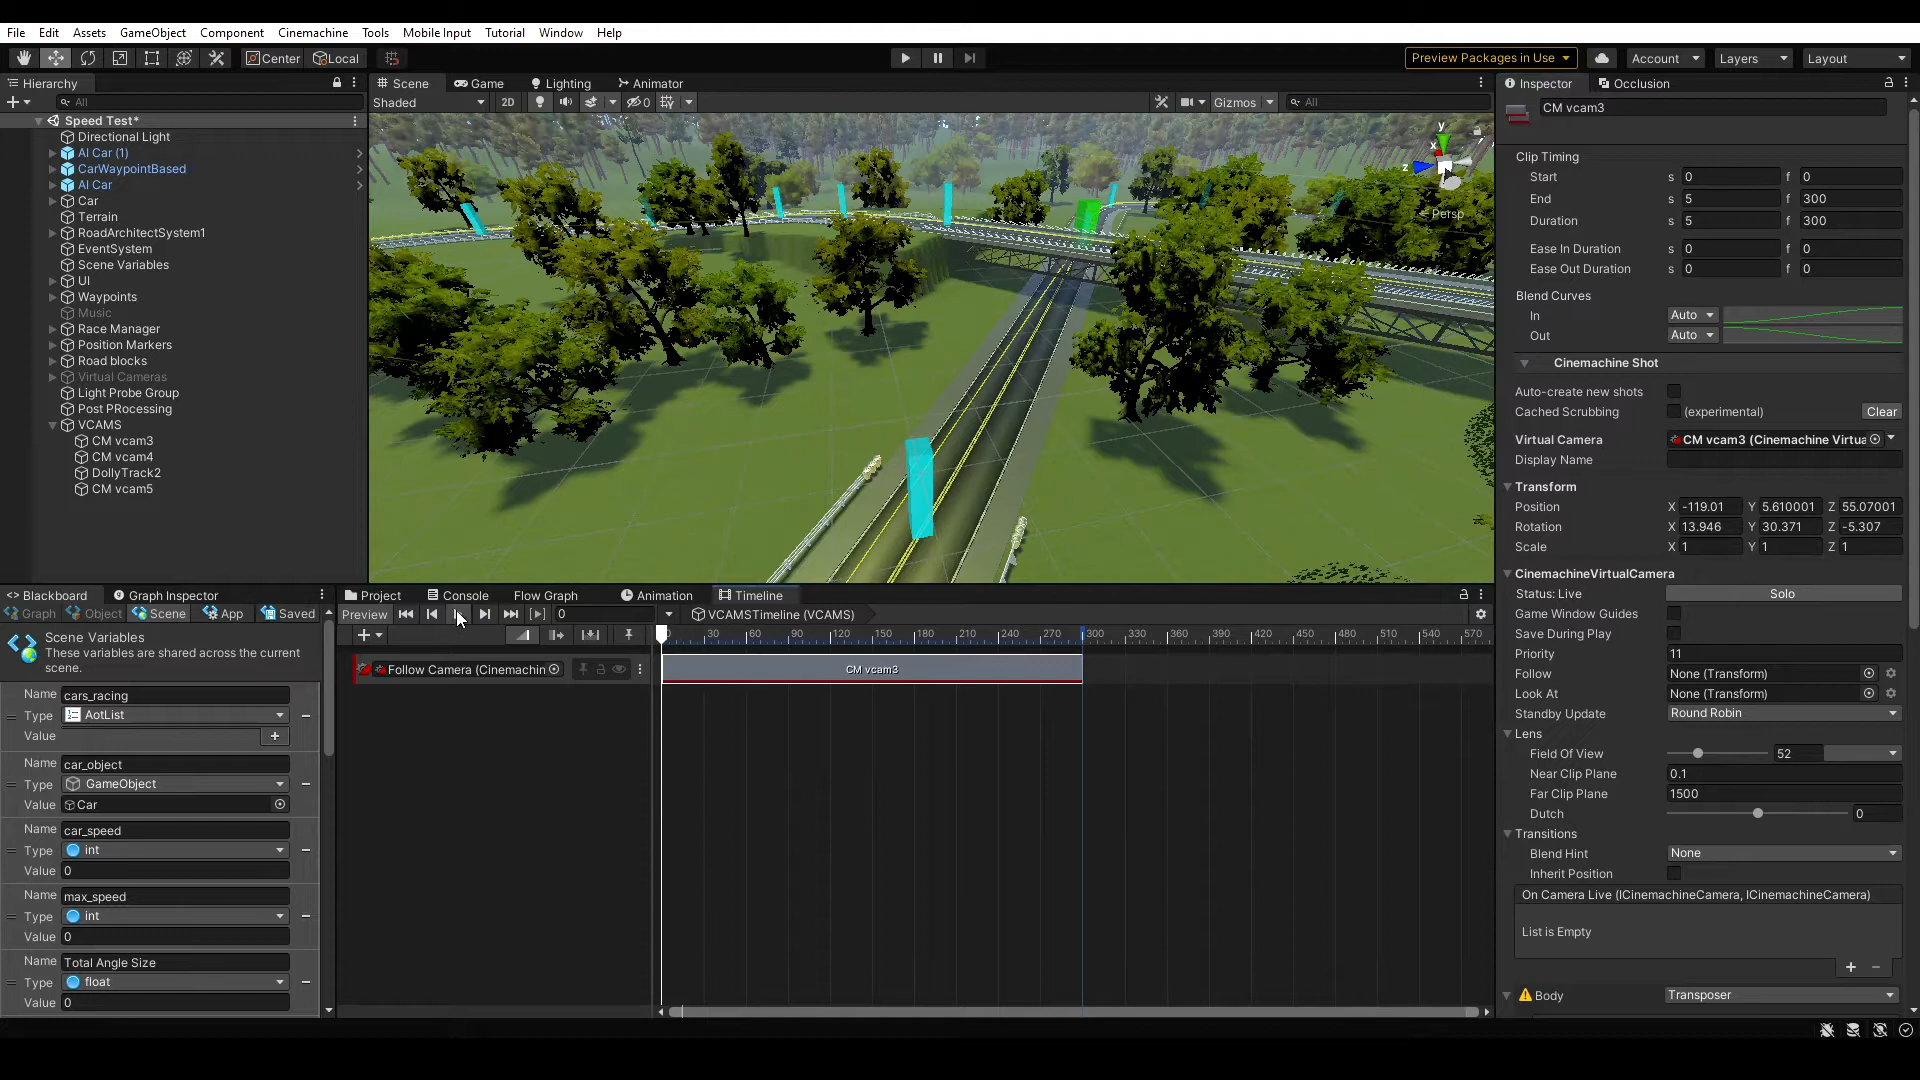 File Edit Assets GameObject Component Cinemachine Tools Mobile Input Tutorial Window Help
Center Local Preview Packages in Use Account Layers Layout
Hierarchy
All
Speed Test*
Directional Light
AI Car (1)
CarWaypointBased
AI Car
Car
Terrain
RoadArchitectSystem1
EventSystem
Scene Variables
UI
Waypoints
Music
Race Manager
Position Markers
Road blocks
Virtual Cameras
Light Probe Group
Post PRocessing
VCAMS
CM vcam3
CM vcam4
DollyTrack2
CM vcam5
Scene Game Lighting Animator
Shaded 2D 0 Gizmos All
y
x
z
Persp
Inspector Occlusion
CM vcam3
Clip Timing
Start s 0 f 0
End s 5 f 300
Duration s 5 f 300
Ease In Duration s 0 f 0
Ease Out Duration s 0 f 0
Blend Curves
In Auto
Out Auto
Cinemachine Shot
Auto-create new shots
Cached Scrubbing (experimental) Clear
Virtual Camera CM vcam3 (Cinemachine Virtua
Display Name
Transform
Position X -119.01 Y 5.610001 Z 55.07001
Rotation X 13.946 Y 30.371 Z -5.307
Scale X 1 Y 1 Z 1
CinemachineVirtualCamera
Status: Live Solo
Game Window Guides
Save During Play
Priority 11
Follow None (Transform)
Look At None (Transform)
Standby Update Round Robin
Lens
Field Of View 52
Near Clip Plane 0.1
Far Clip Plane 1500
Dutch 0
Transitions
Blend Hint None
Inherit Position
On Camera Live (ICinemachineCamera, ICinemachineCamera)
List is Empty
Body Transposer
<> Blackboard Graph Inspector
Graph Object Scene App Saved
Scene Variables
These variables are shared across the current
scene.
Name cars_racing
Type AotList
Value
Name car_object
Type GameObject
Value Car
Name car_speed
Type int
Value 0
Name max_speed
Type int
Value 0
Name Total Angle Size
Type float
Value 0
Project Console Flow Graph Animation Timeline
Preview 0 VCAMSTimeline (VCAMS)
30 60 90 120 150 180 210 240 270 300 330 360 390 420 450 480 510 540 570
Follow Camera (Cinemachin CM vcam3